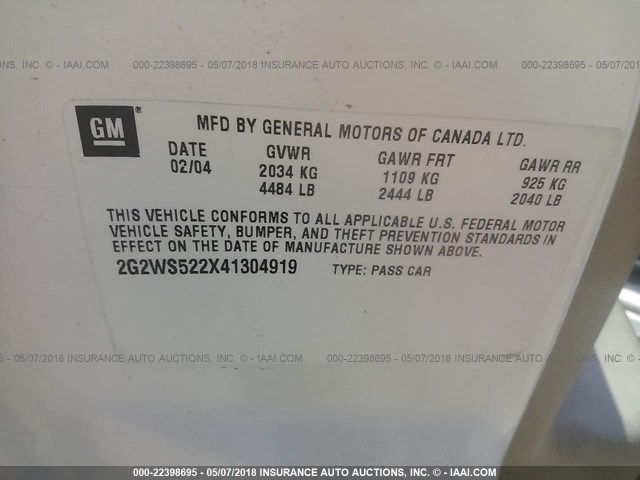 NS, INC. © - IAAI.COM 000-22398695 - 05/07/2018 INSURANCE AUTO AUCTIONS, INC. © - IAAI.COM 000-22398695 - 05/0
GM ®
MFD BY GENERAL MOTORS OF CANADA LTD.
DATE GVWR GAWR FRT GAWR RR
02/04 2034 KG 1109 KG 925 KG
4484 LB 2444 LB 2040 LB
THIS VEHICLE CONFORMS TO ALL APPLICABLE U.S. FEDERAL MOTOR
VEHICLE SAFETY, BUMPER, AND THEFT PREVENTION STANDARDS IN
EFFECT ON THE DATE OF MANUFACTURE SHOWN ABOVE.
2G2WS522X41304919 TYPE: PASS CAR
5 - 05/07/2018 INSURANCE AUTO AUCTIONS, INC. © - IAAI.COM 000-22398695 - 05/07/2018 INSURANCE AUTO AUCTIONS, INC. ©
000-22398695 - 05/07/2018 INSURANCE AUTO AUCTIONS, INC. © - IAAI.COM